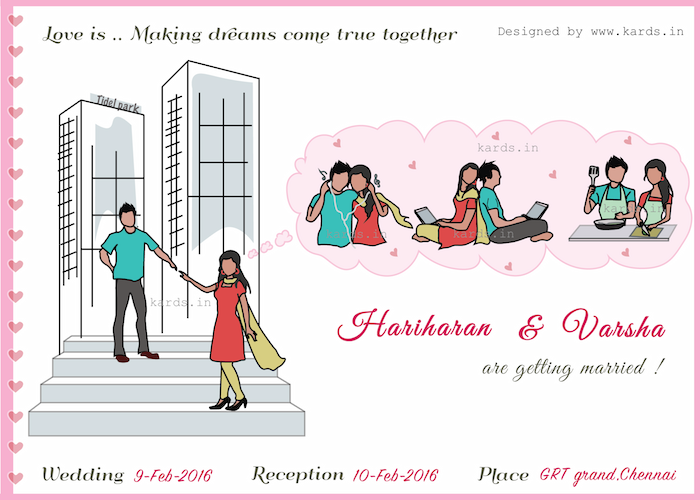 Love is .. Making dreams come true together
Designed by www.kards.in
Tidel park
kards.in
kards.in
kards.in
kards.in
kards.in
Hariharan & Varsha
are getting married !
Wedding 9-Feb-2016 Reception 10-Feb-2016 Place GRT grand,Chennai